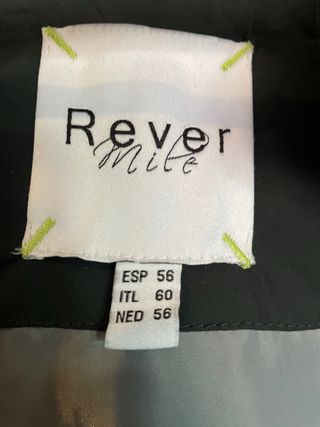 Rever
Mile
ESP 56
ITL 60
NED 56